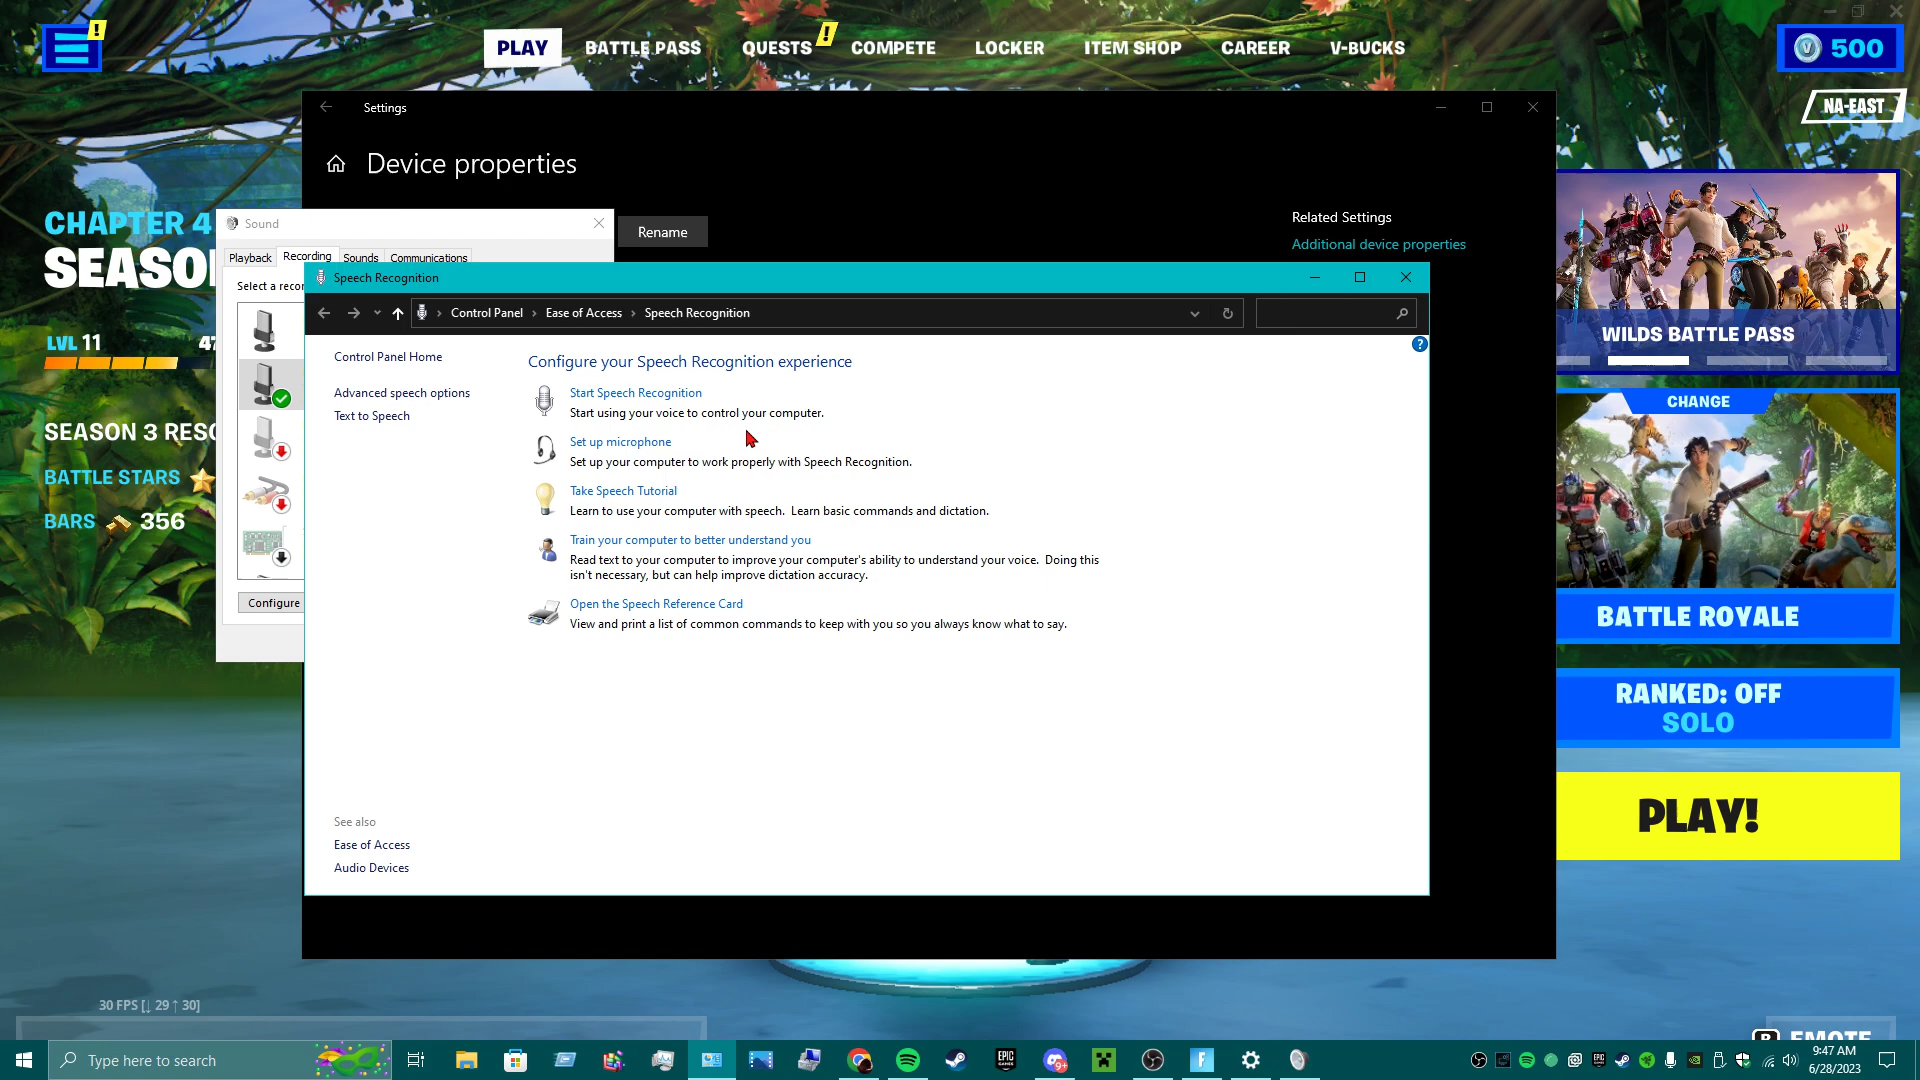 PLAY
BATTLE PASS
QUESTS
COMPETE
LOCKER
ITEM SHOP
CAREER
V-BUCKS
500
NA-EAST
Settings
Device properties
Rename
Related Settings
Additional device properties
CHAPTER 4
SEASO
LVL 11
47
SEASON 3 RESO
BATTLE STARS
BARS 356
Sound
Playback
Recording
Sounds
Communications
Select a recor
Configure
Speech Recognition
Control Panel › Ease of Access › Speech Recognition
Control Panel Home
Advanced speech options
Text to Speech
Configure your Speech Recognition experience
Start Speech Recognition
Start using your voice to control your computer.
Set up microphone
Set up your computer to work properly with Speech Recognition.
Take Speech Tutorial
Learn to use your computer with speech. Learn basic commands and dictation.
Train your computer to better understand you
Read text to your computer to improve your computer's ability to understand your voice. Doing this
isn't necessary, but can help improve dictation accuracy.
Open the Speech Reference Card
View and print a list of common commands to keep with you so you always know what to say.
See also
Ease of Access
Audio Devices
WILDS BATTLE PASS
CHANGE
BATTLE ROYALE
RANKED: OFF
SOLO
PLAY!
30 FPS [↓ 29 ↑ 30]
EMOTE
Type here to search
EPIC GAMES
9+
9:47 AM
6/28/2023